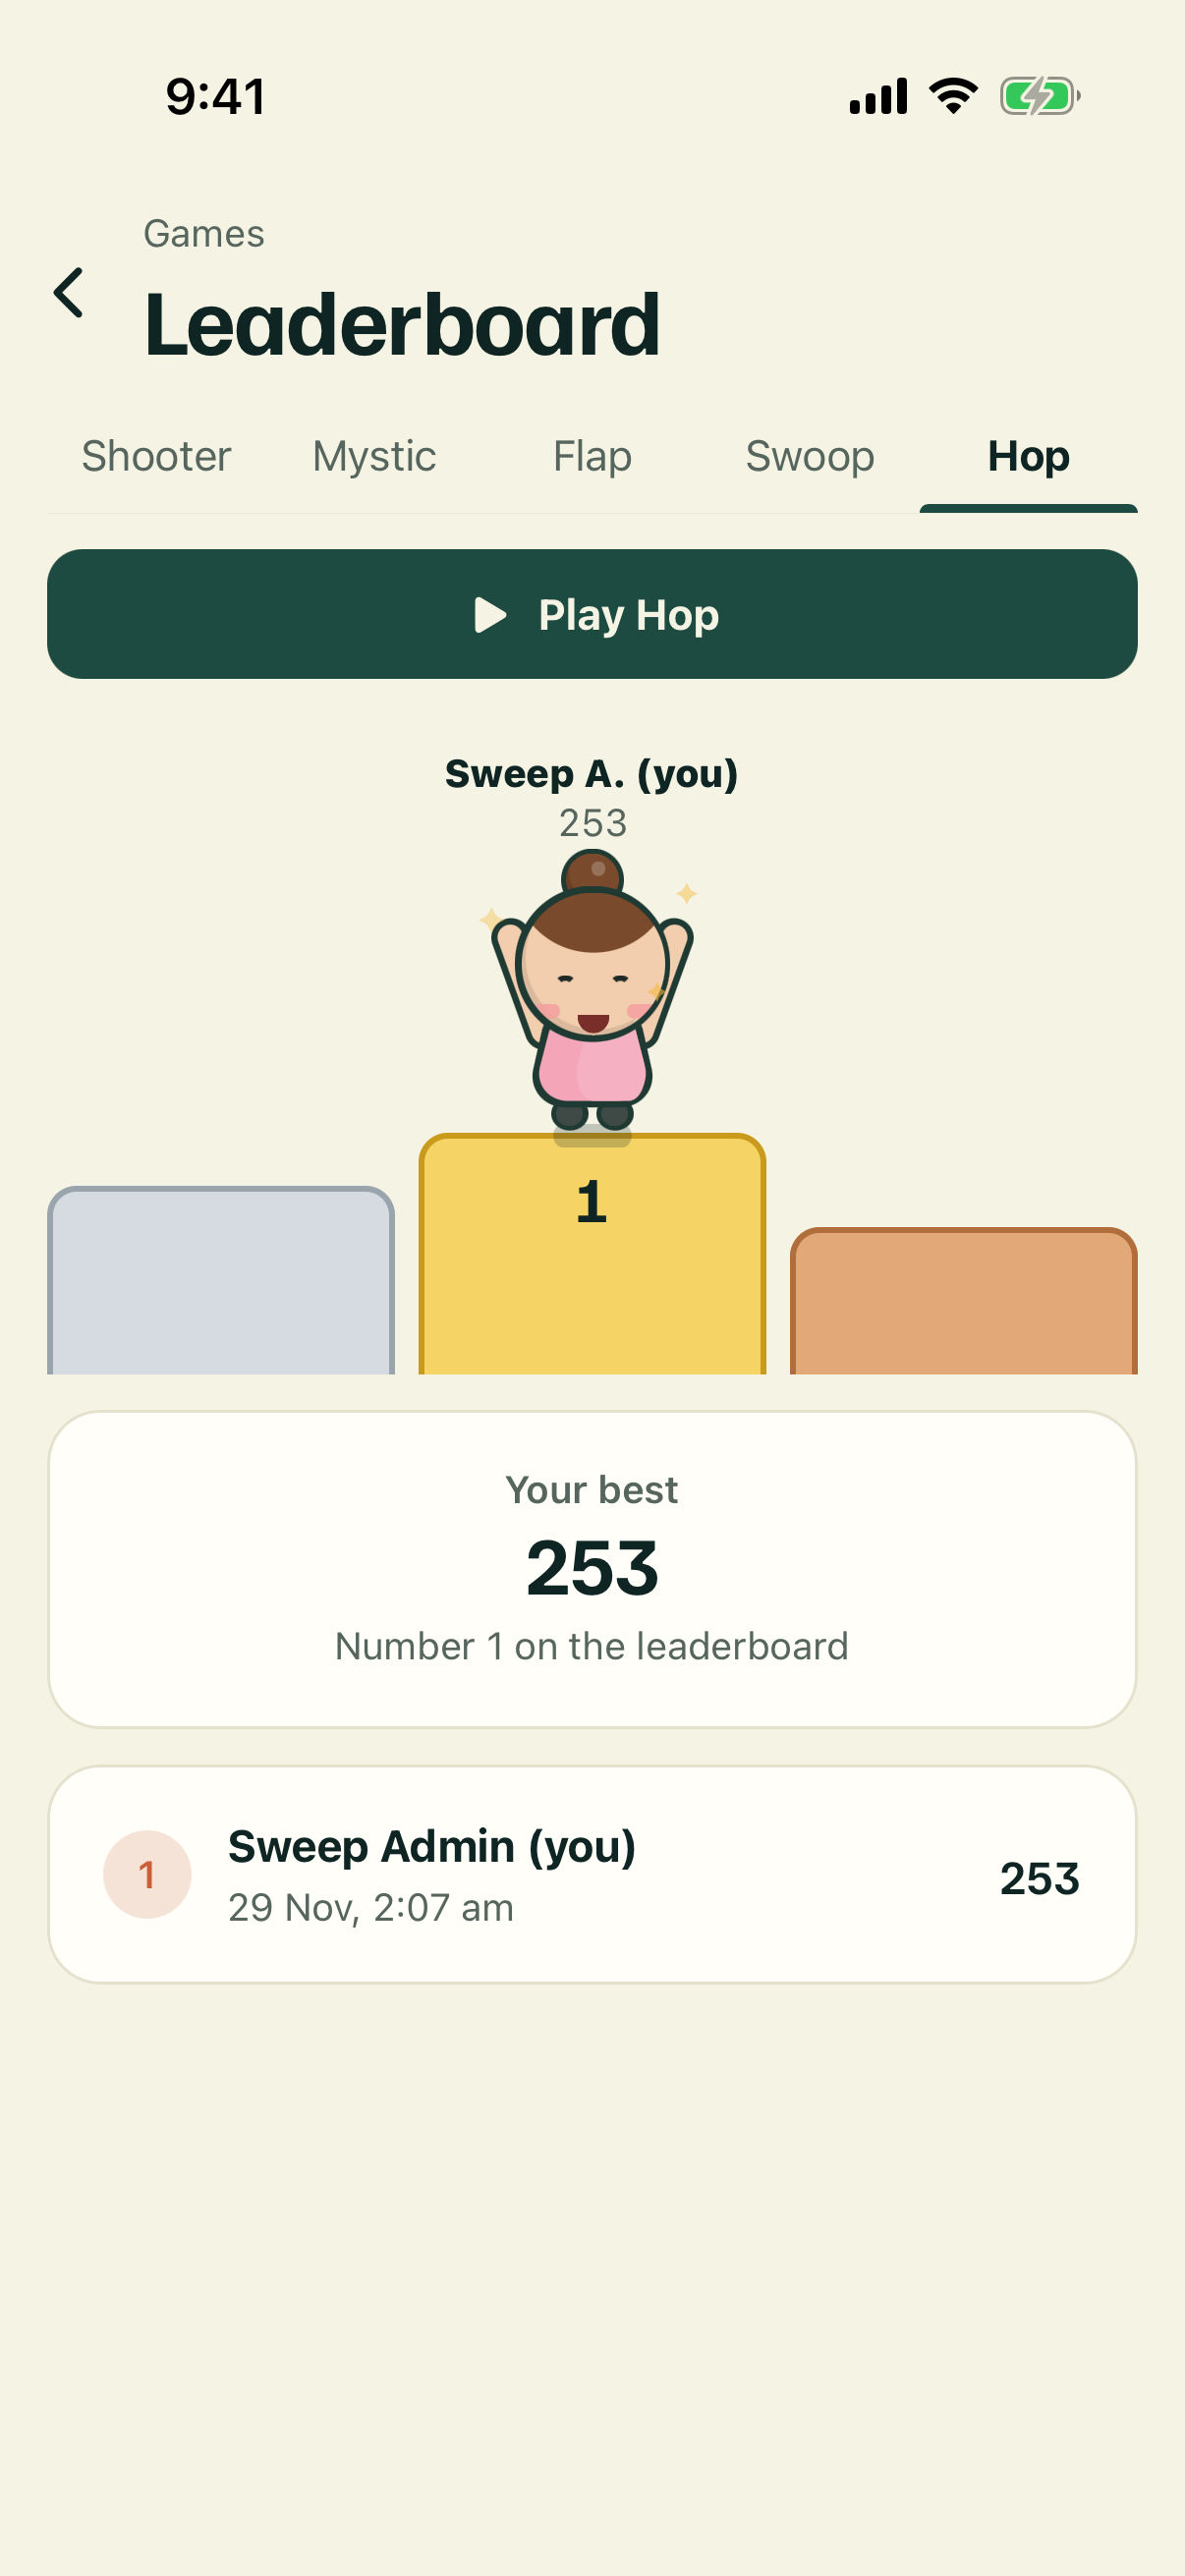 9:41
Games
Leaderboard
Shooter Mystic Flap Swoop Hop
Play Hop
Sweep A. (you)
253
1
Your best
253
Number 1 on the leaderboard
1
Sweep Admin (you)
29 Nov, 2:07 am
253